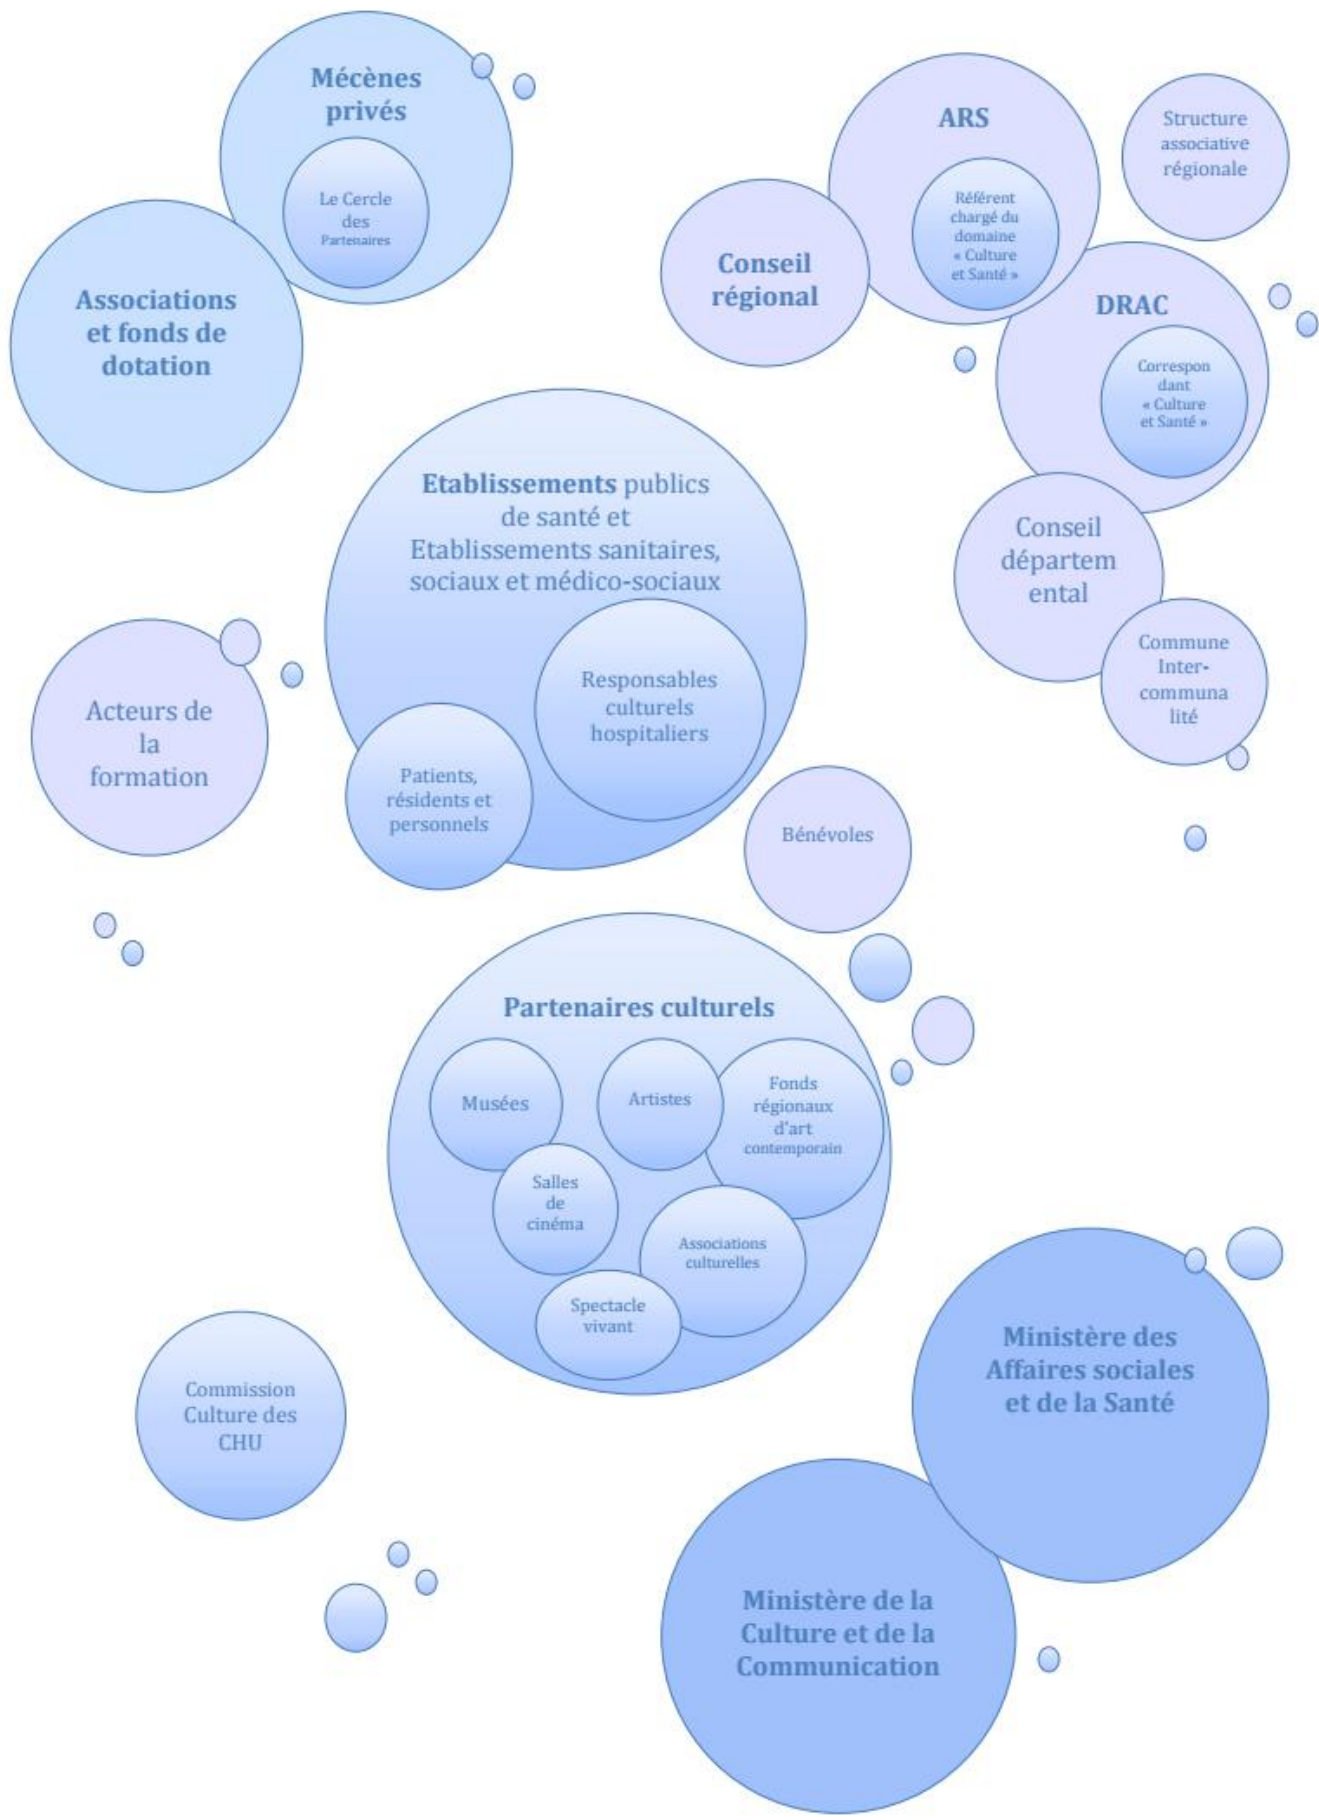 Mécènes
privés
Le Cercle
des
Partenaires
Associations
et fonds de
dotation
ARS
Référent
chargé du
domaine
« Culture
et Santé »
Structure
associative
régionale
Conseil
régional
DRAC
Correspon
dant
« Culture
et Santé »
Conseil
départem
ental
Commune
Inter-
communa
lité
Etablissements publics
de santé et
Etablissements sanitaires,
sociaux et médico-sociaux
Responsables
culturels
hospitaliers
Patients,
résidents et
personnels
Acteurs de
la
formation
Bénévoles
Partenaires culturels
Musées
Artistes
Fonds
régionaux
d'art
contemporain
Salles
de
cinéma
Associations
culturelles
Spectacle
vivant
Commission
Culture des
CHU
Ministère des
Affaires sociales
et de la Santé
Ministère de la
Culture et de la
Communication